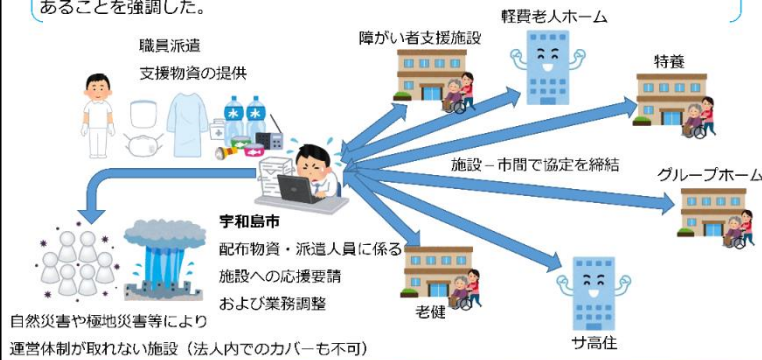 あることを強調した。
職員派遣
支援物資の提供
障がい者支援施設
軽費老人ホーム
特養
水 水
施設－市間で協定を締結
グループホーム
宇和島市
配布物資・派遣人員に係る
施設への応援要請
および業務調整
老健
サ高住
自然災害や極地災害等により
運営体制が取れない施設（法人内でのカバーも不可）